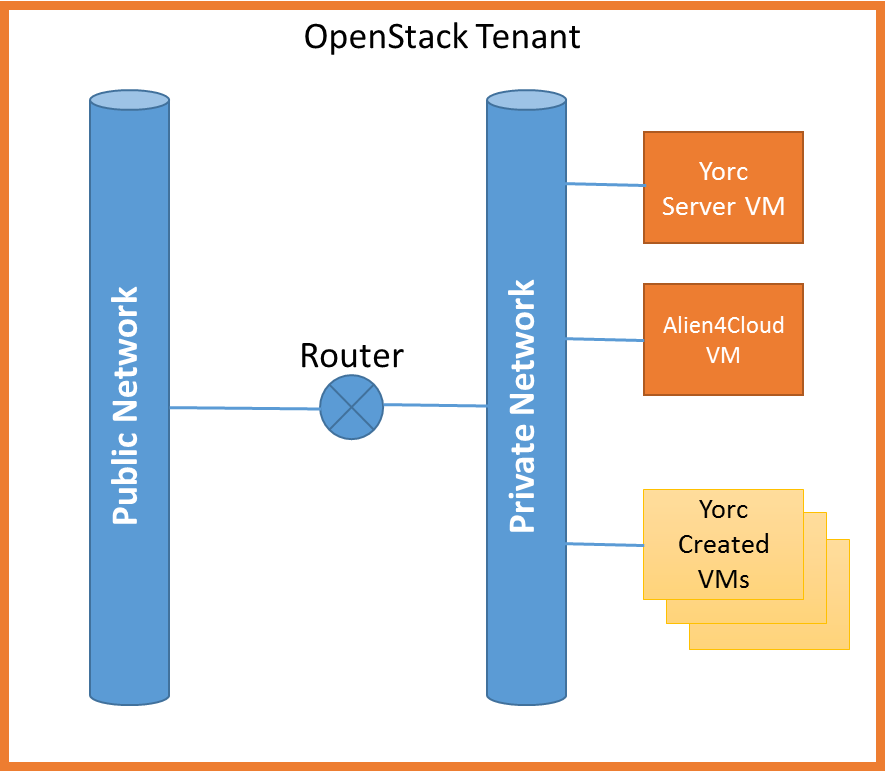 OpenStack Tenant
Public Network
Router
Private Network
Yorc
Server VM
Alien4Cloud
VM
Yorc
Created
VMs